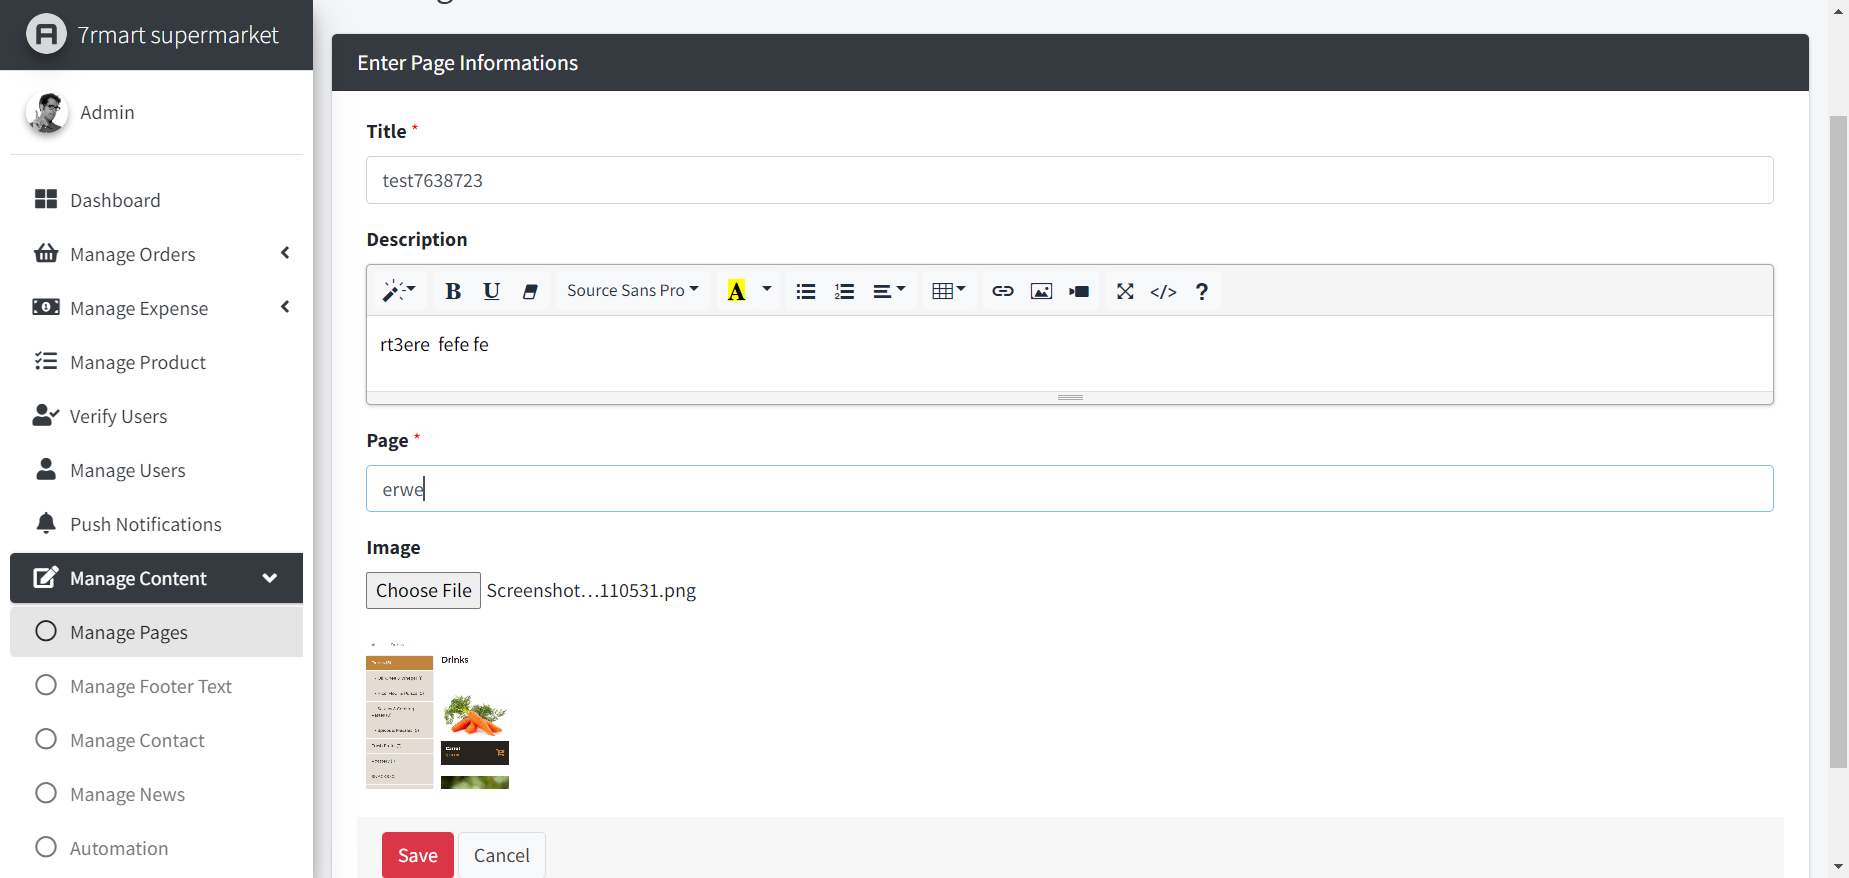 7rmart supermarket
Admin
Dashboard
Manage Orders
Manage Expense
Manage Product
Verify Users
Manage Users
Push Notifications
Manage Content
Manage Pages
Manage Footer Text
Manage Contact
Manage News
Automation
Enter Page Informations
Title *
test7638723
Description
B U Source Sans Pro A </> ?
rt3ere fefe fe
Page *
erwe
Image
Choose File Screenshot...110531.png
Drinks
Carrot
Save Cancel